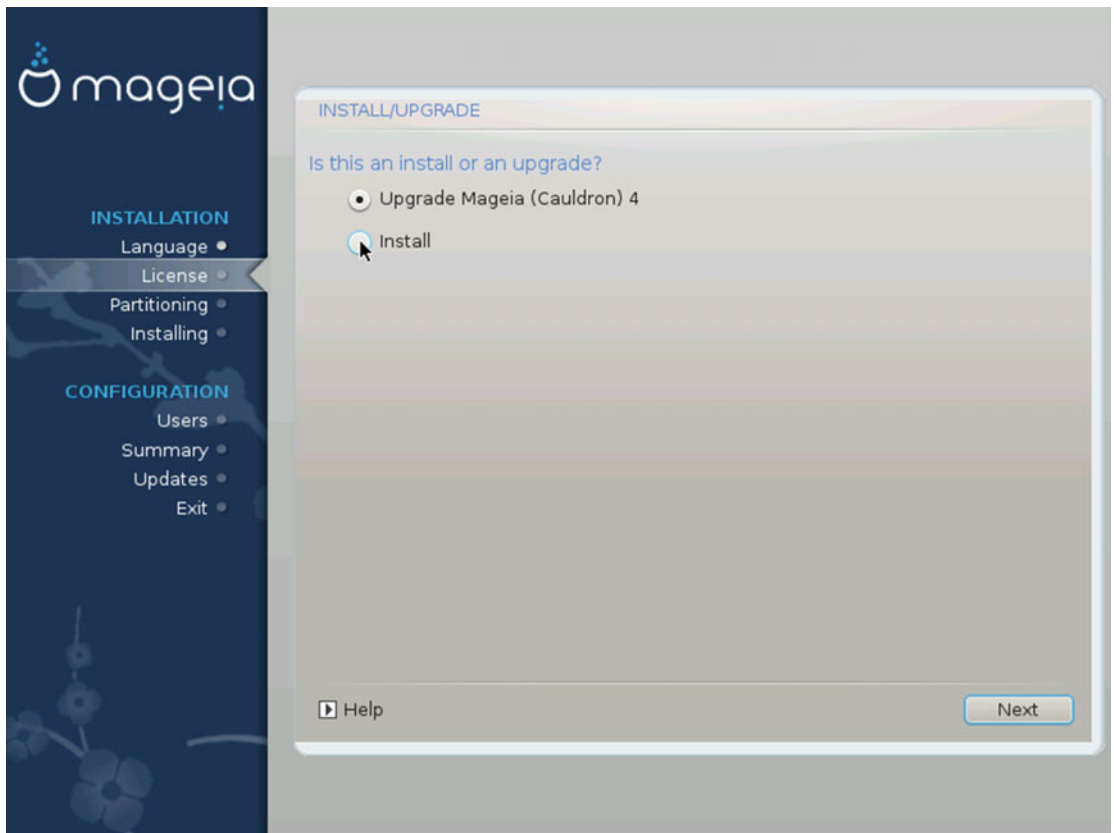 mageia
INSTALLATION
Language
License
Partitioning
Installing
CONFIGURATION
Users
Summary
Updates
Exit
INSTALL/UPGRADE
Is this an install or an upgrade?
Upgrade Mageia (Cauldron) 4
Install
Help
Next